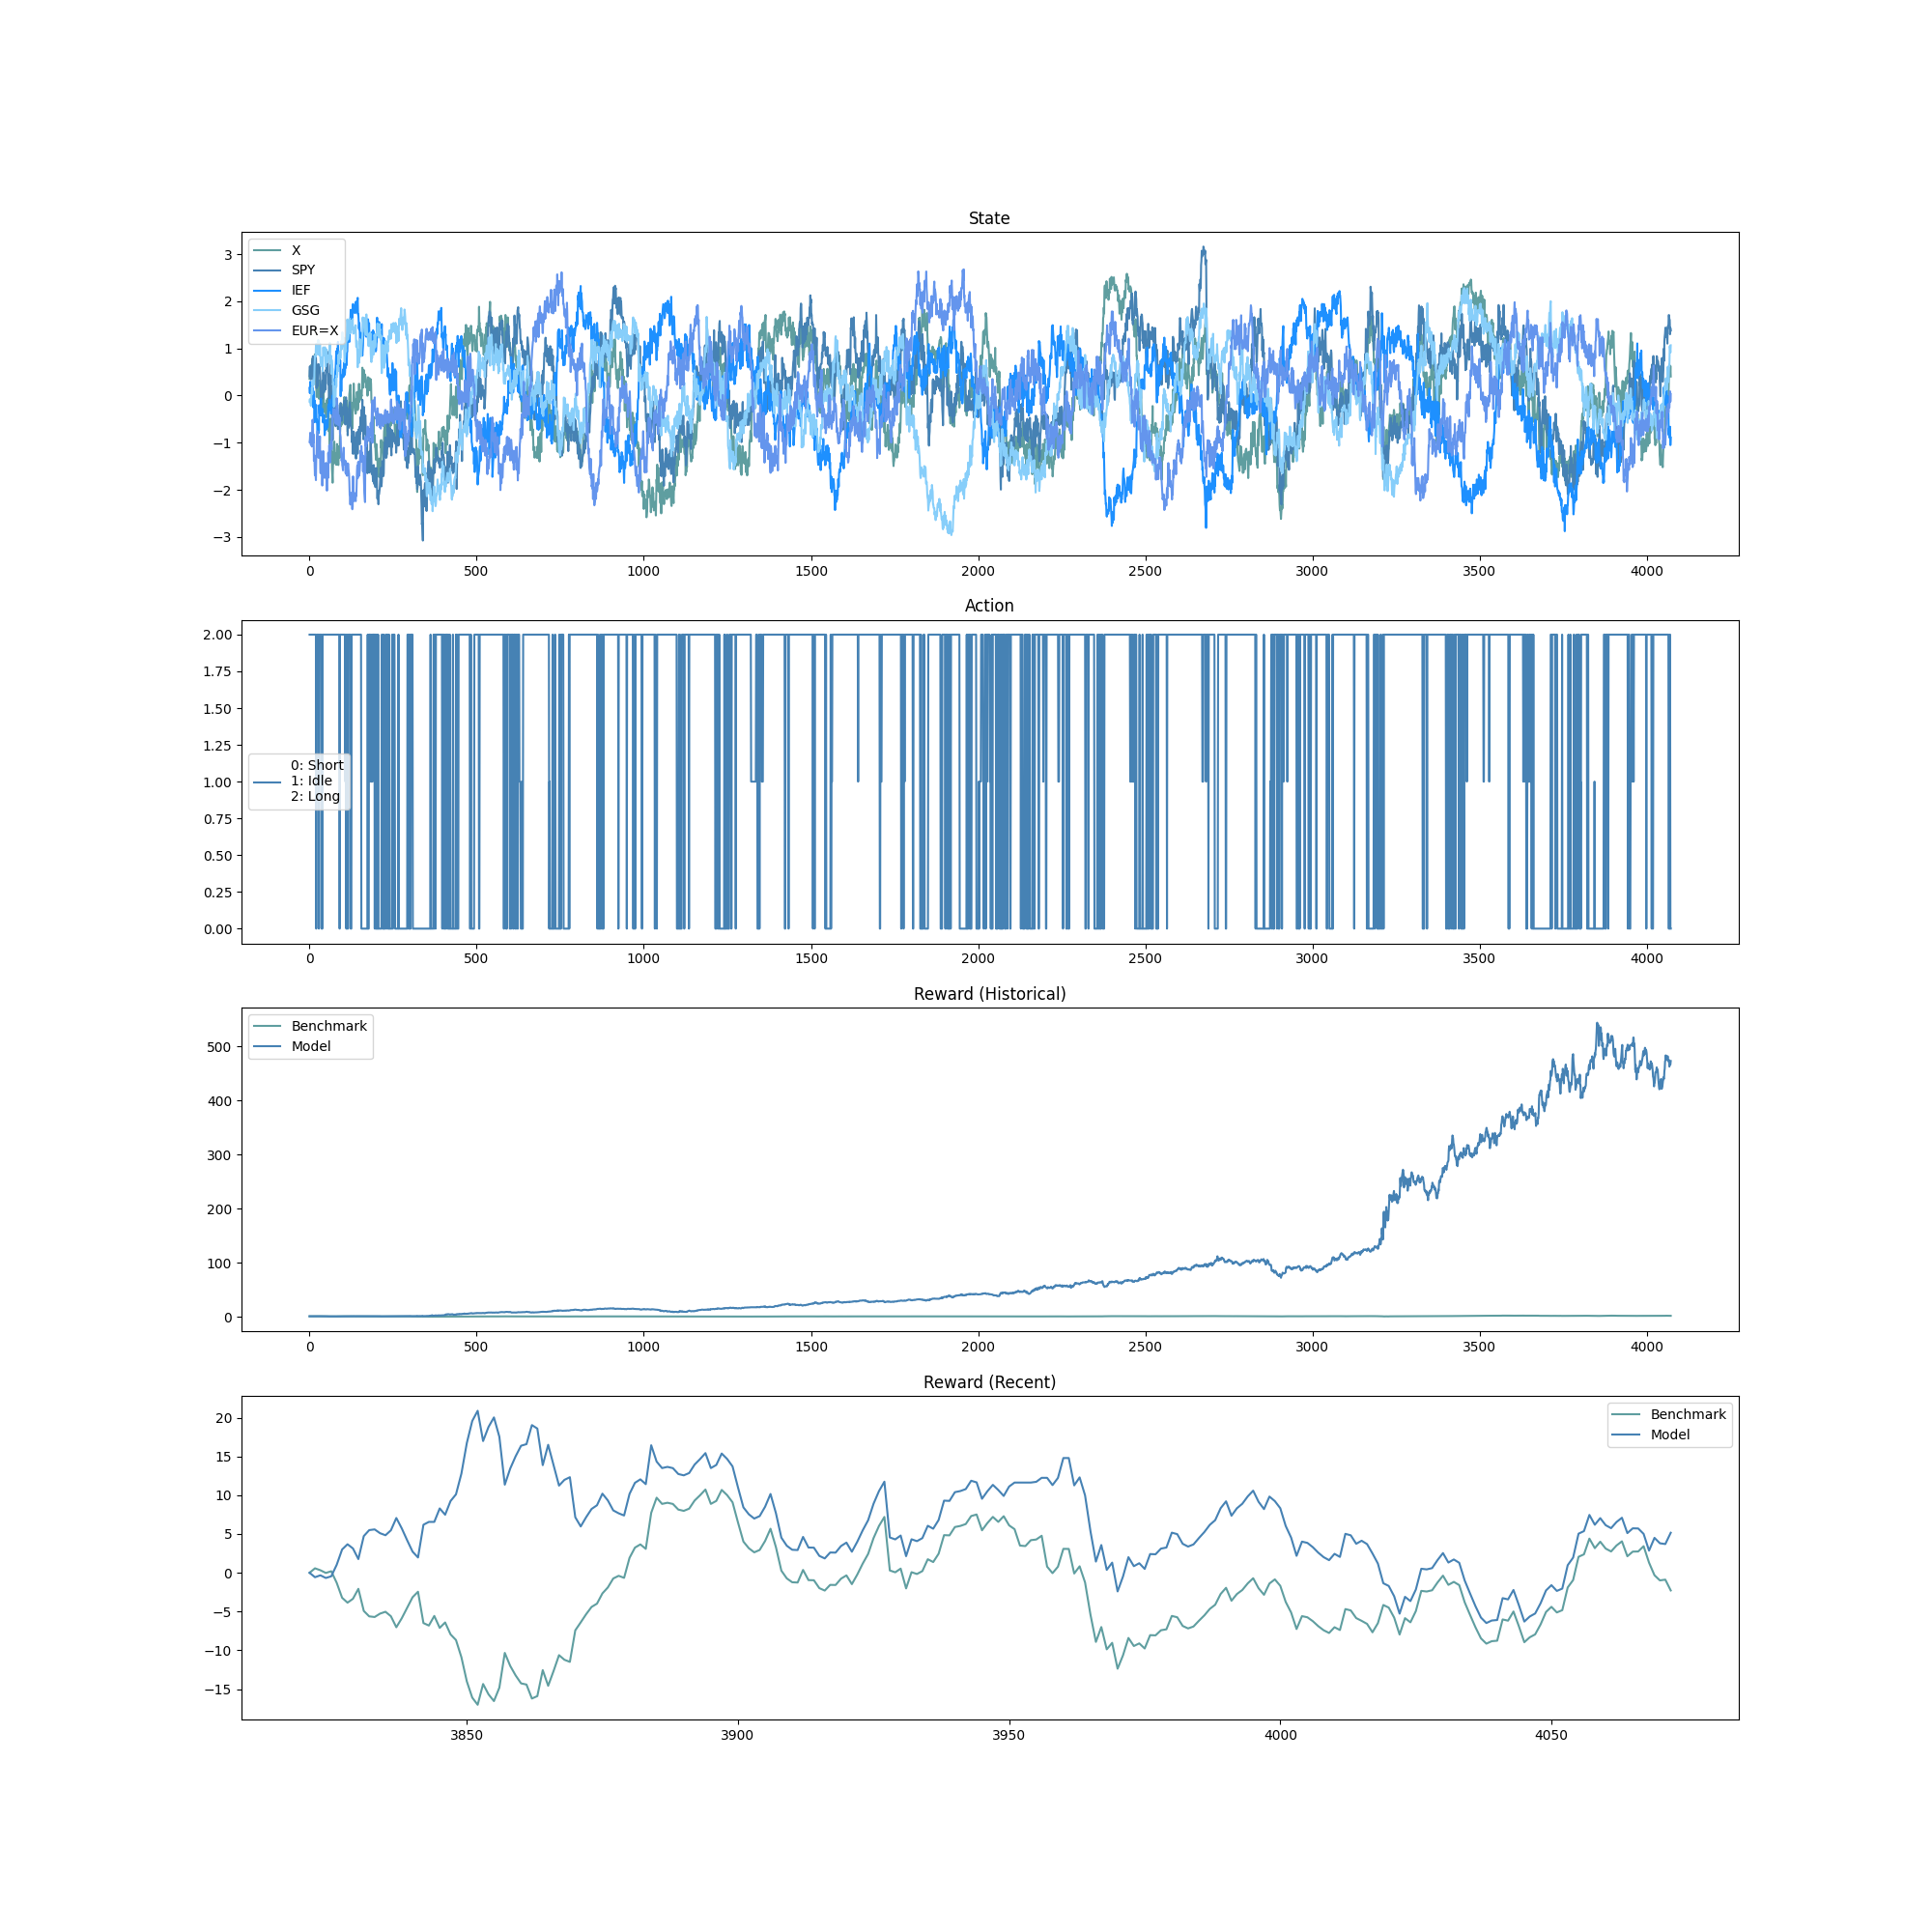 State
X
SPY
IEF
GSG
EUR=X
3
2
1
0
−1
−2
−3
0 500 1000 1500 2000 2500 3000 3500 4000
Action
2.00
1.75
1.50
1.25
1.00
0.75
0.50
0.25
0.00
0: Short
1: Idle
2: Long
0 500 1000 1500 2000 2500 3000 3500 4000
Reward (Historical)
Benchmark
Model
500
400
300
200
100
0
0 500 1000 1500 2000 2500 3000 3500 4000
Reward (Recent)
Benchmark
Model
20
15
10
5
0
−5
−10
−15
3850 3900 3950 4000 4050